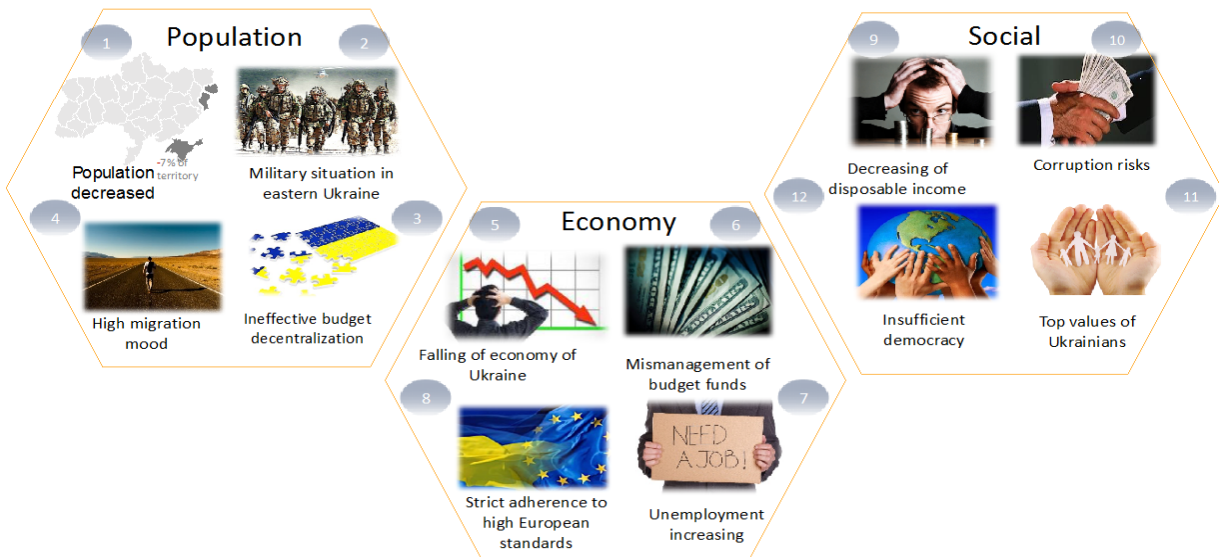 Population
1
2
-7% of
territory
Population
decreased
Military situation in
eastern Ukraine
4
3
High migration
mood
Ineffective budget
decentralization
Economy
5
6
Falling of economy of
Ukraine
Mismanagement of
budget funds
8
7
NEED
A JOB!
Strict adherence to
high European
standards
Unemployment
increasing
Social
9
10
Decreasing of
disposable income
Corruption risks
12
11
Insufficient
democracy
Top values of
Ukrainians